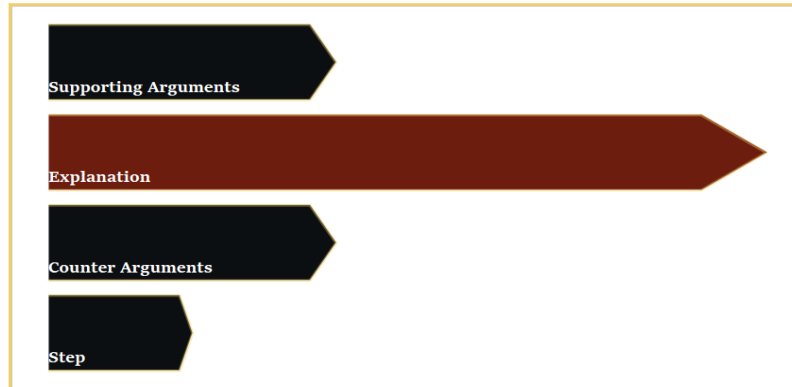 Supporting Arguments
Explanation
Counter Arguments
Step